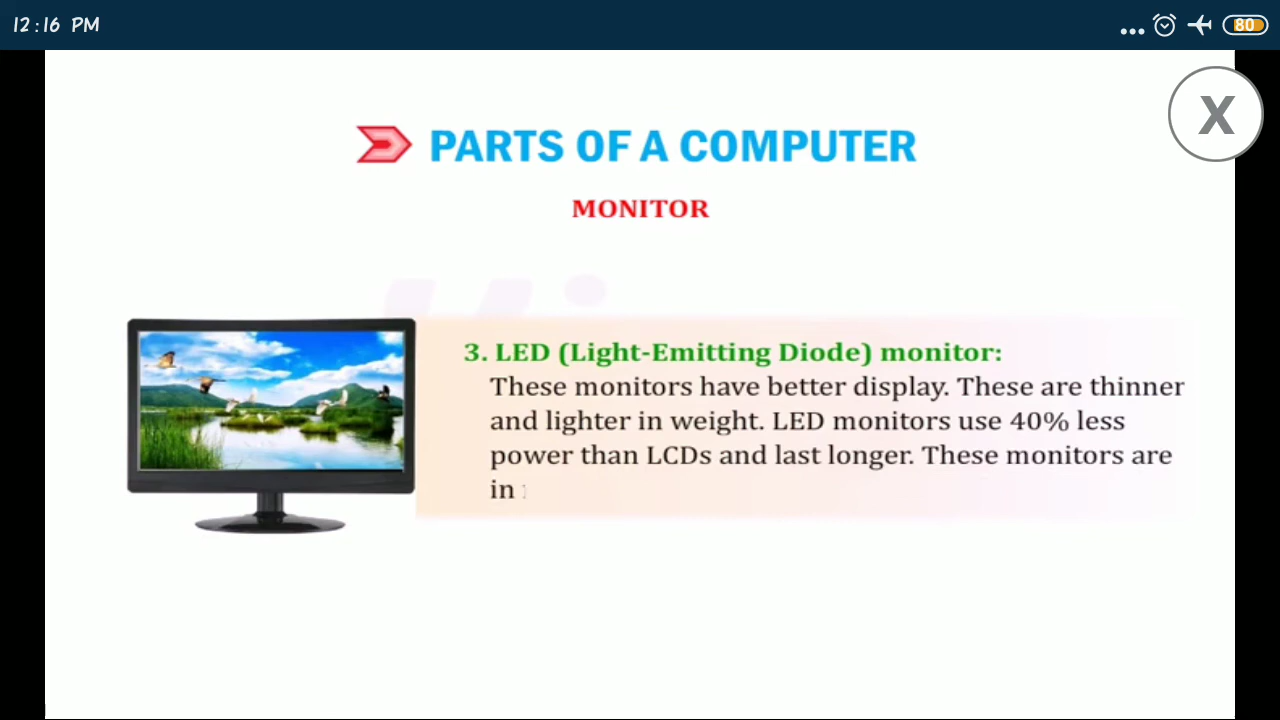 12:16 PM
80
X
PARTS OF A COMPUTER
MONITOR
3. LED (Light-Emitting Diode) monitor:
These monitors have better display. These are thinner
and lighter in weight. LED monitors use 40% less
power than LCDs and last longer. These monitors are
in